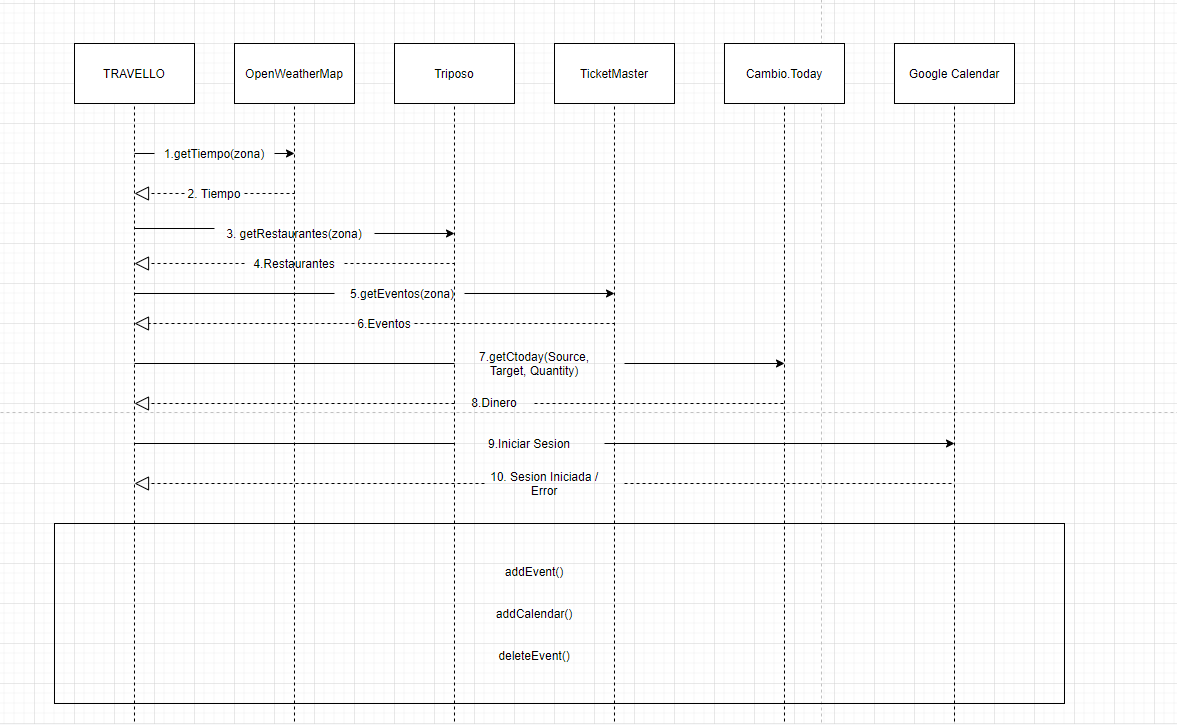 TRAVELLO
OpenWeatherMap
Triposo
TicketMaster
Cambio.Today
Google Calendar
1.getTiempo(zona)
2. Tiempo
3. getRestaurantes(zona)
4.Restaurantes
5.getEventos(zona)
6.Eventos
7.getCtoday(Source,
Target, Quantity)
8.Dinero
9.Iniciar Sesion
10. Sesion Iniciada /
Error
addEvent()
addCalendar()
deleteEvent()